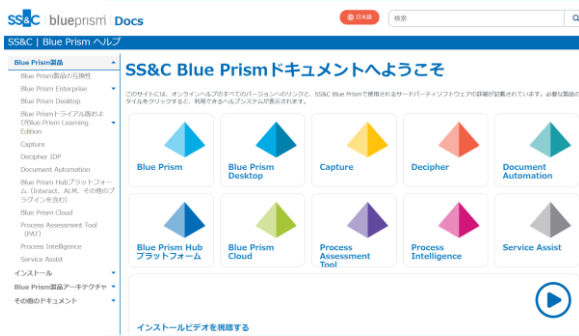 SS&C blueprism Docs
日本語
検索
SS&C | Blue Prism ヘルプ
Blue Prism製品
Blue Prism製品の互換性
Blue Prism Enterprise
Blue Prism Desktop
Blue Prismトライアル版およ
びBlue Prism Learning
Edition
Capture
Decipher IDP
Document Automation
Blue Prism Hubプラットフォー
ム（Interact、ALM、その他のプ
ラグインを含む）
Blue Prism Cloud
Process Assessment Tool
(PAT)
Process Intelligence
Service Assist
インストール
Blue Prism製品アーキテクチャ
その他のドキュメント
SS&C Blue Prismドキュメントへようこそ
このサイトには、オンラインヘルプのすべてのバージョンへのリンクと、SS&C Blue Prismで使用されるサードパーティソフトウェアの詳細が記載されています。必要な製品の
タイルをクリックすると、利用できるヘルプシステムが表示されます。
Blue Prism
Blue Prism
Desktop
Capture
Decipher
Document
Automation
Blue Prism Hub
プラットフォーム
Blue Prism
Cloud
Process
Assessment
Tool
Process
Intelligence
Service Assist
インストールビデオを視聴する